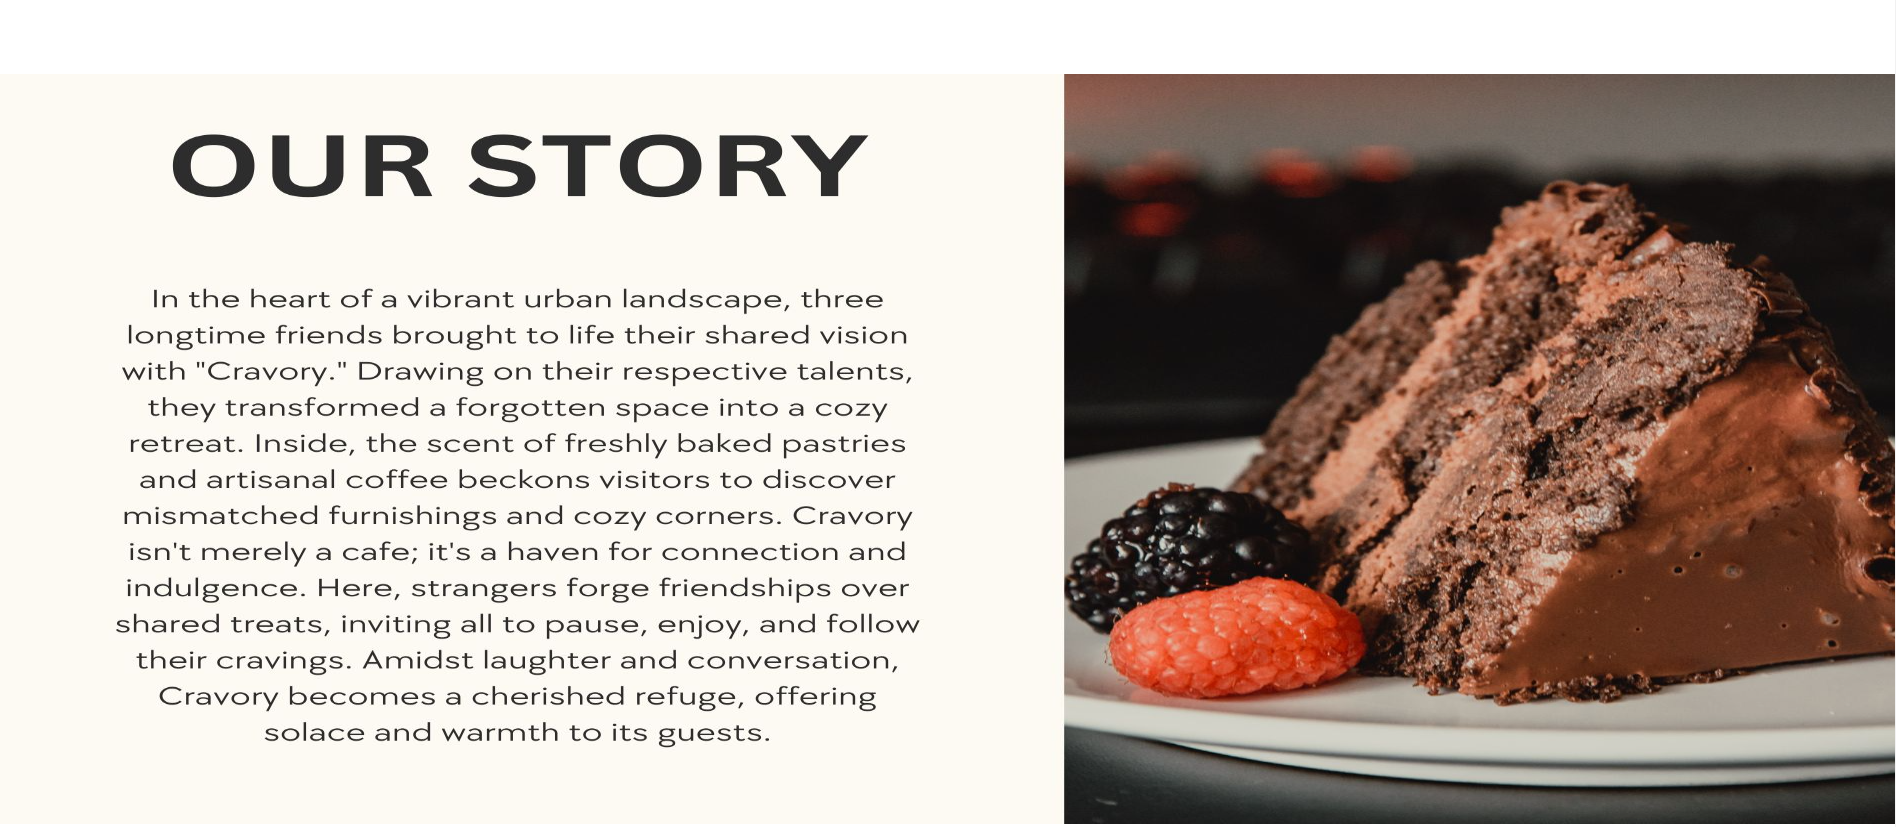 OUR STORY
In the heart of a vibrant urban landscape, three
longtime friends brought to life their shared vision
with "Cravory." Drawing on their respective talents,
they transformed a forgotten space into a cozy
retreat. Inside, the scent of freshly baked pastries
and artisanal coffee beckons visitors to discover
mismatched furnishings and cozy corners. Cravory
isn't merely a cafe; it's a haven for connection and
indulgence. Here, strangers forge friendships over
shared treats, inviting all to pause, enjoy, and follow
their cravings. Amidst laughter and conversation,
Cravory becomes a cherished refuge, offering
solace and warmth to its guests.